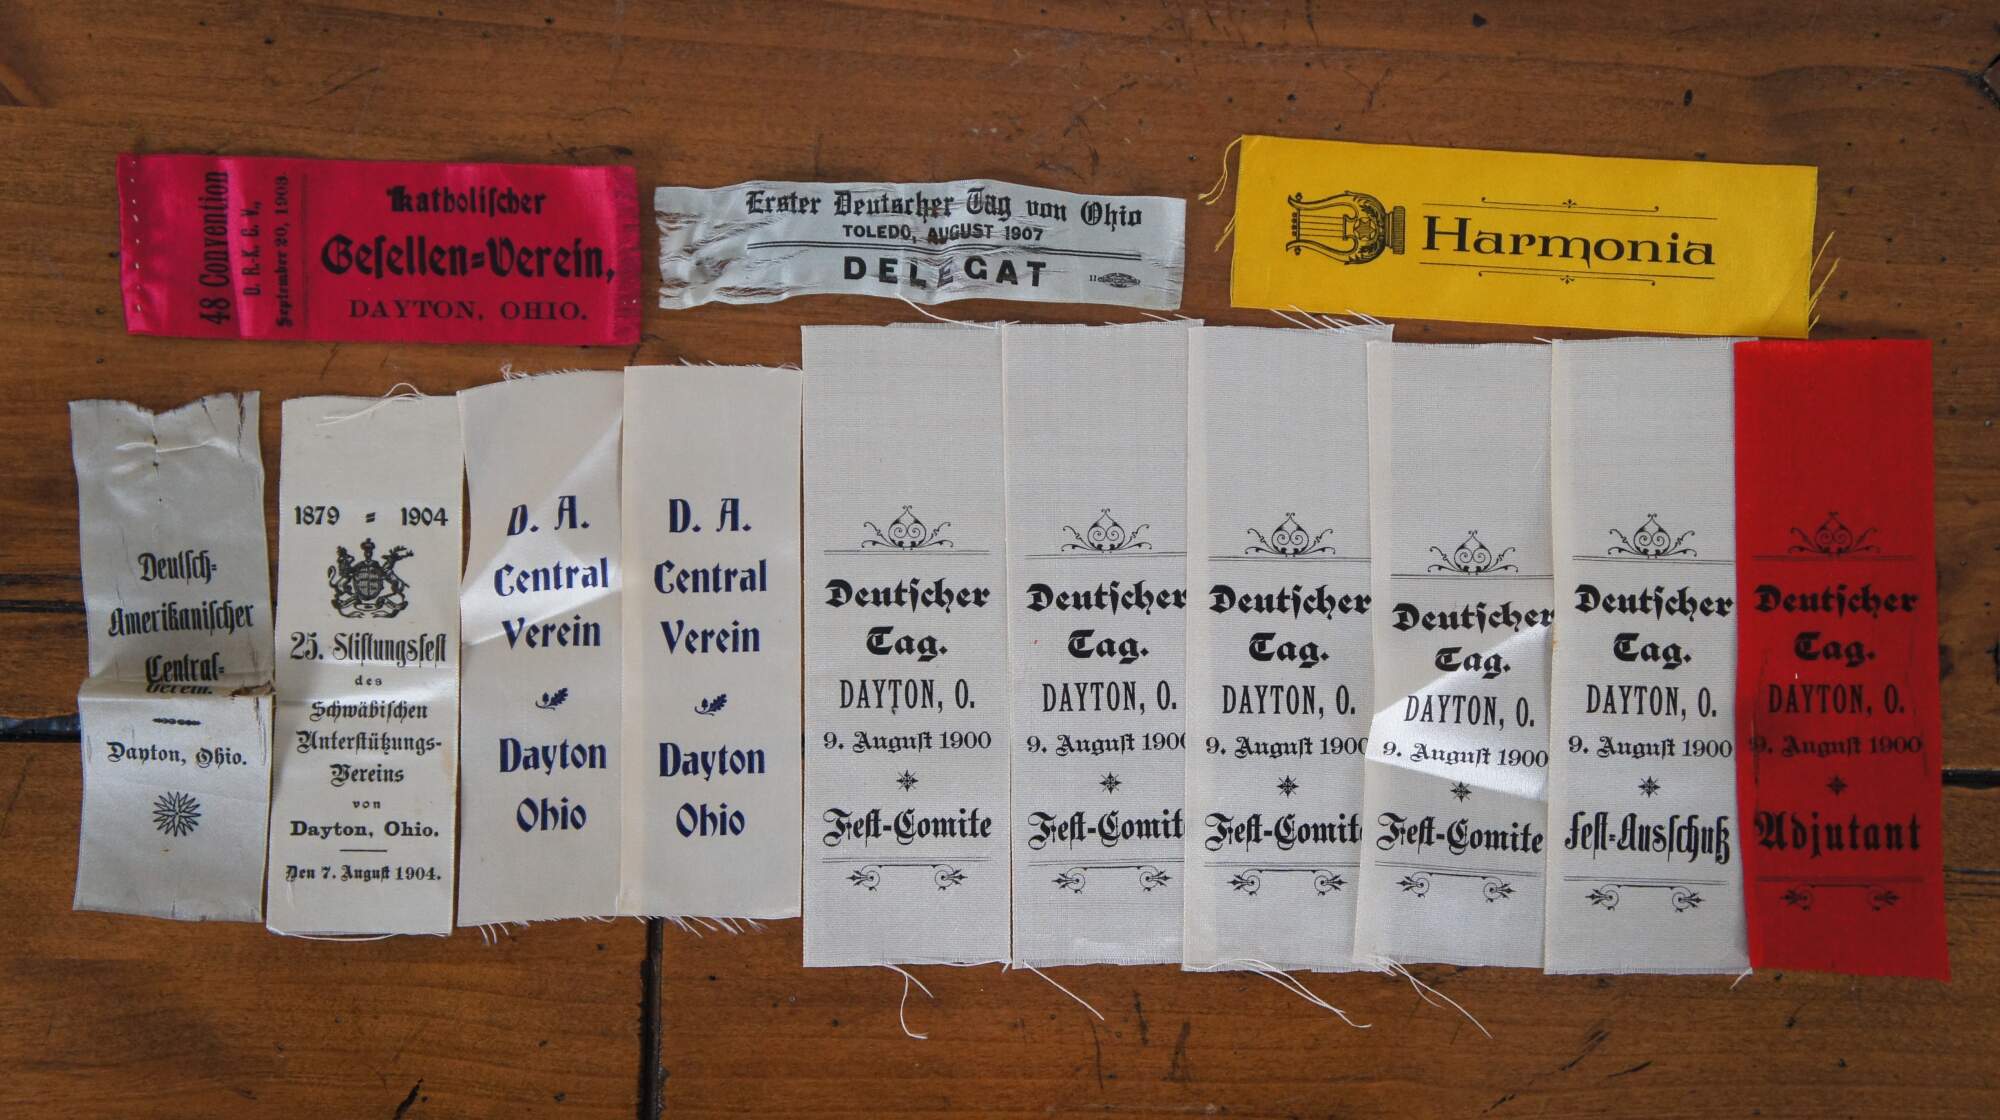 48 Convention
D. R.-K. G. V.,
September 20, 1903
Katholischer
Gesellen=Verein,
DAYTON, OHIO.
Erster Deutscher Tag von Ohio
TOLEDO, AUGUST 1907
DELEGAT
Harmonia
Deutsch=
Amerikanischer
Central=
Verein.
Dayton, Ohio.
1879 = 1904
25. Stiftungsfest
des
Schwäbischen
Unterstützungs-
Vereins
von
Dayton, Ohio.
Den 7. August 1904.
D. A.
Central
Verein
Dayton
Ohio
D. A.
Central
Verein
Dayton
Ohio
Deutscher
Tag.
DAYTON, O.
9. August 1900
Fest-Comite
Deutscher
Tag.
DAYTON, O.
9. August 1900
Fest-Comit
Deutscher
Tag.
DAYTON, O.
9. August 1900
Fest-Comit
Deutscher
Tag.
DAYTON, O.
9. August 1900
Fest-Comite
Deutscher
Tag.
DAYTON, O.
9. August 1900
Fest=Ausschuß
Deutscher
Tag.
DAYTON, O.
9. August 1900
Adjutant